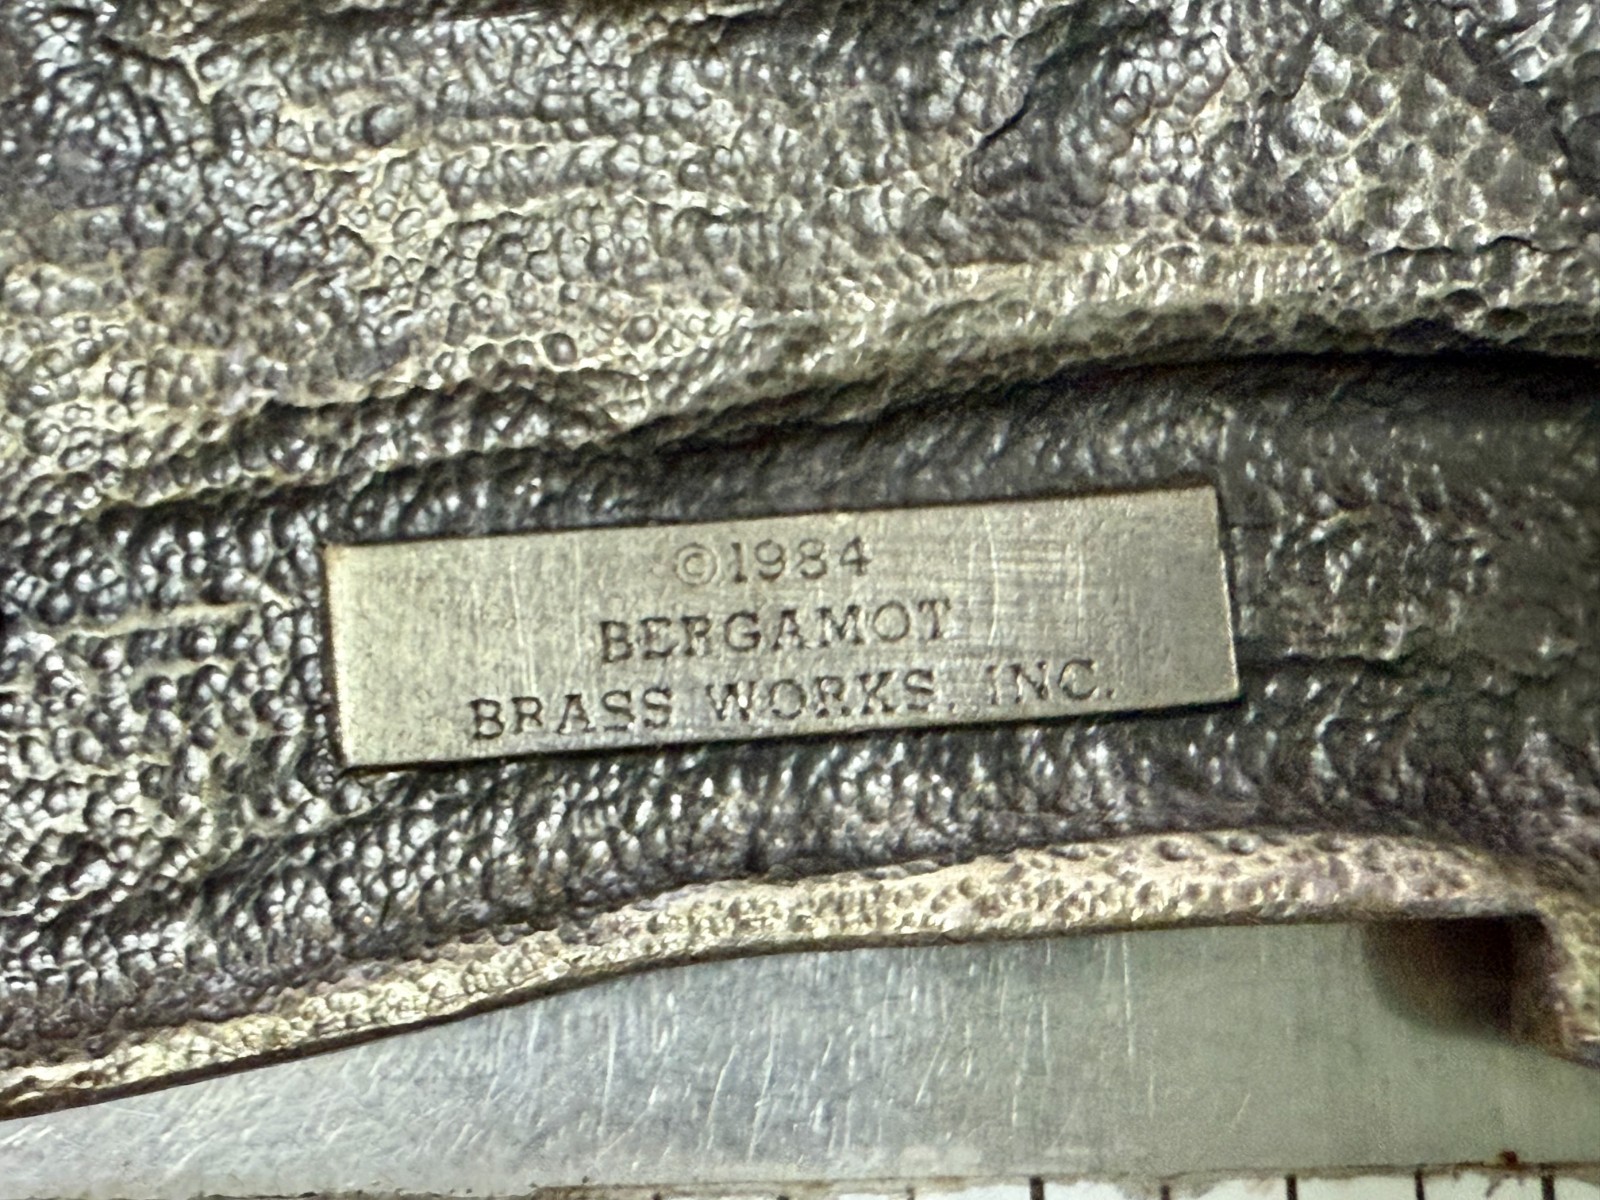 ©1984
BERGAMOT
BRASS WORKS, INC.